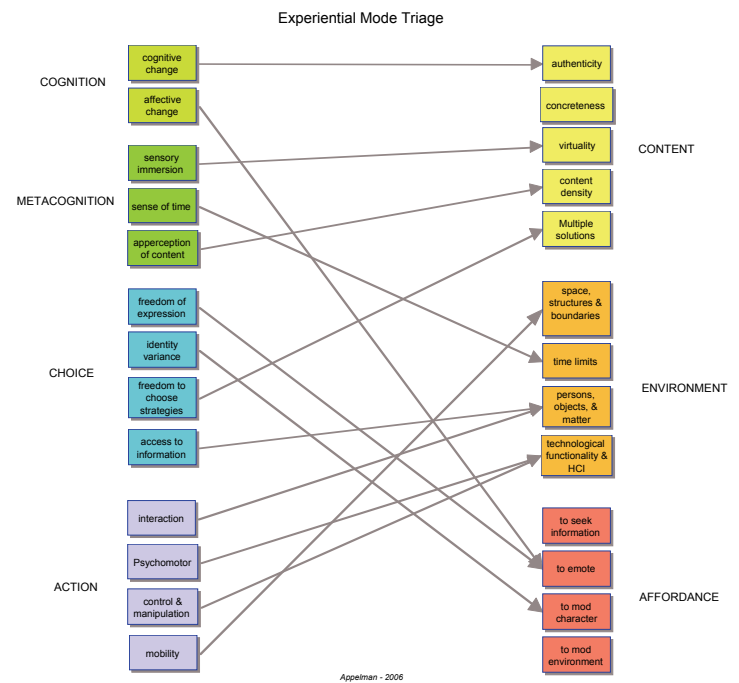 Experiential Mode Triage
COGNITION
cognitive
change
affective
change
METACOGNITION
sensory
immersion
sense of time
apperception
of content
CHOICE
freedom of
expression
identity
variance
freedom to
choose
strategies
access to
information
ACTION
interaction
Psychomotor
control &
manipulation
mobility
authenticity
concreteness
virtuality
content
density
Multiple
solutions
CONTENT
space,
structures &
boundaries
time limits
persons,
objects, &
matter
technological
functionality &
HCI
ENVIRONMENT
to seek
information
to emote
to mod
character
to mod
environment
AFFORDANCE
Appelman - 2006